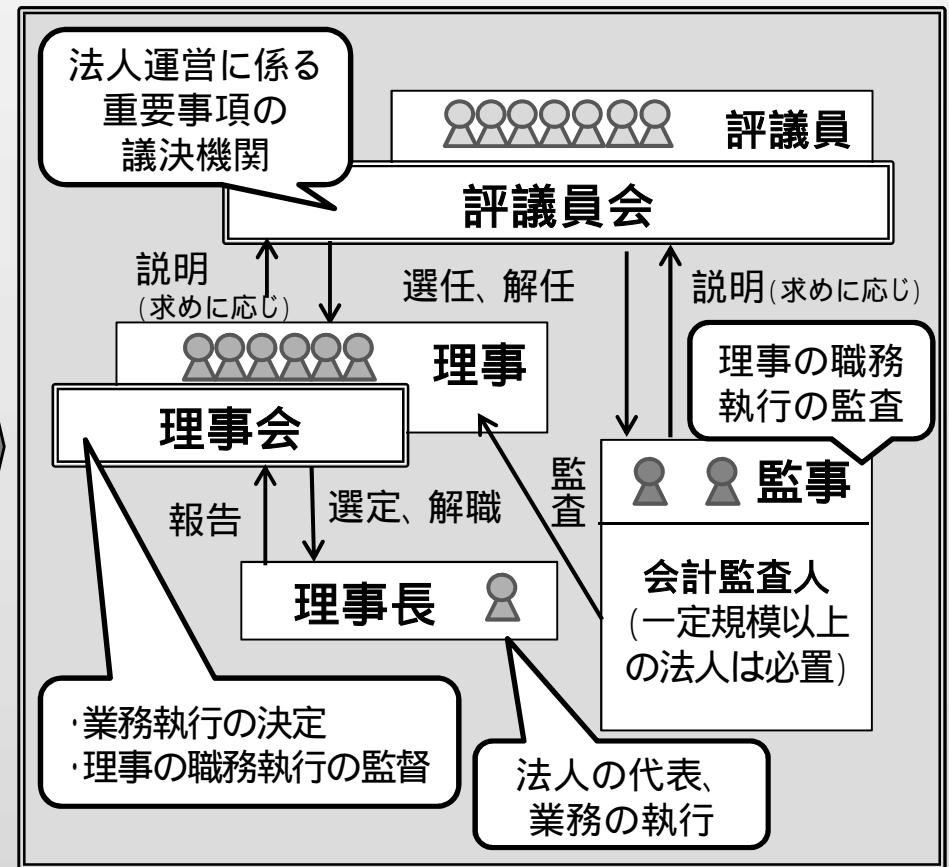 法人運営に係る
重要事項の
議決機関
評議員
評議員会
説明
(求めに応じ)
選任、解任
説明(求めに応じ)
理事
理事会
理事の職務
執行の監査
監査
監事
報告
選定、解職
理事長
会計監査人
(一定規模以上
の法人は必置)
・業務執行の決定
・理事の職務執行の監督
法人の代表、
業務の執行